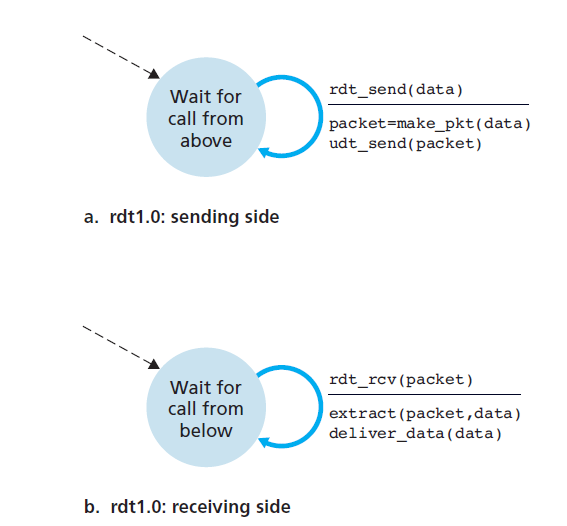 Wait for
call from
above
rdt_send(data)
packet=make_pkt(data)
udt_send(packet)
a. rdt1.0: sending side
Wait for
call from
below
rdt_rcv(packet)
extract(packet,data)
deliver_data(data)
b. rdt1.0: receiving side